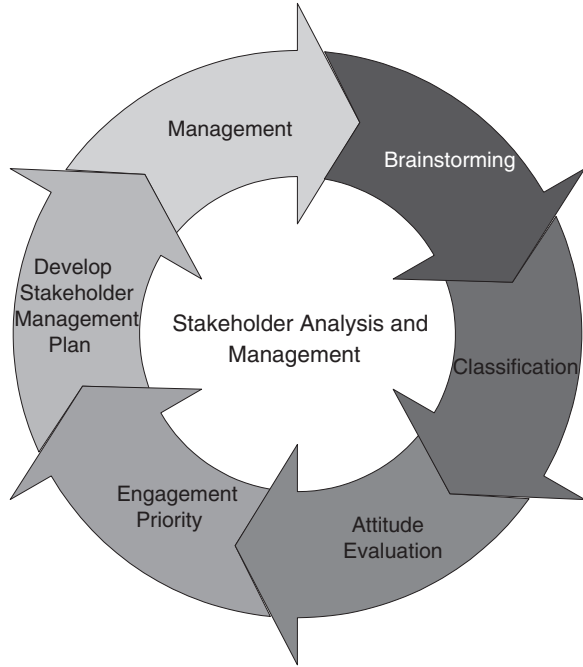 Management
Brainstorming
Classification
Attitude
Evaluation
Engagement
Priority
Develop
Stakeholder
Management
Plan
Stakeholder Analysis and
Management